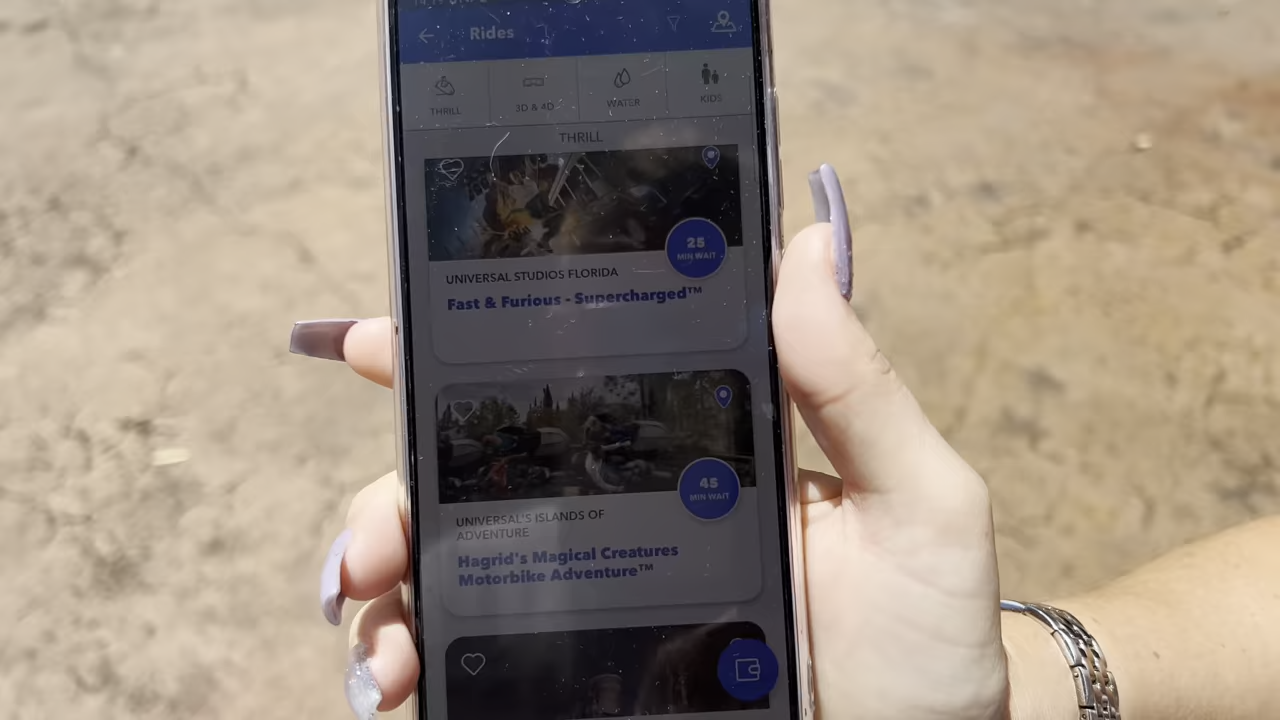 Rides
THRILL
3D & 4D
WATER
KIDS
THRILL
25
MIN WAIT
UNIVERSAL STUDIOS FLORIDA
Fast & Furious - Supercharged™
45
MIN WAIT
UNIVERSAL'S ISLANDS OF
ADVENTURE
Hagrid's Magical Creatures
Motorbike Adventure™